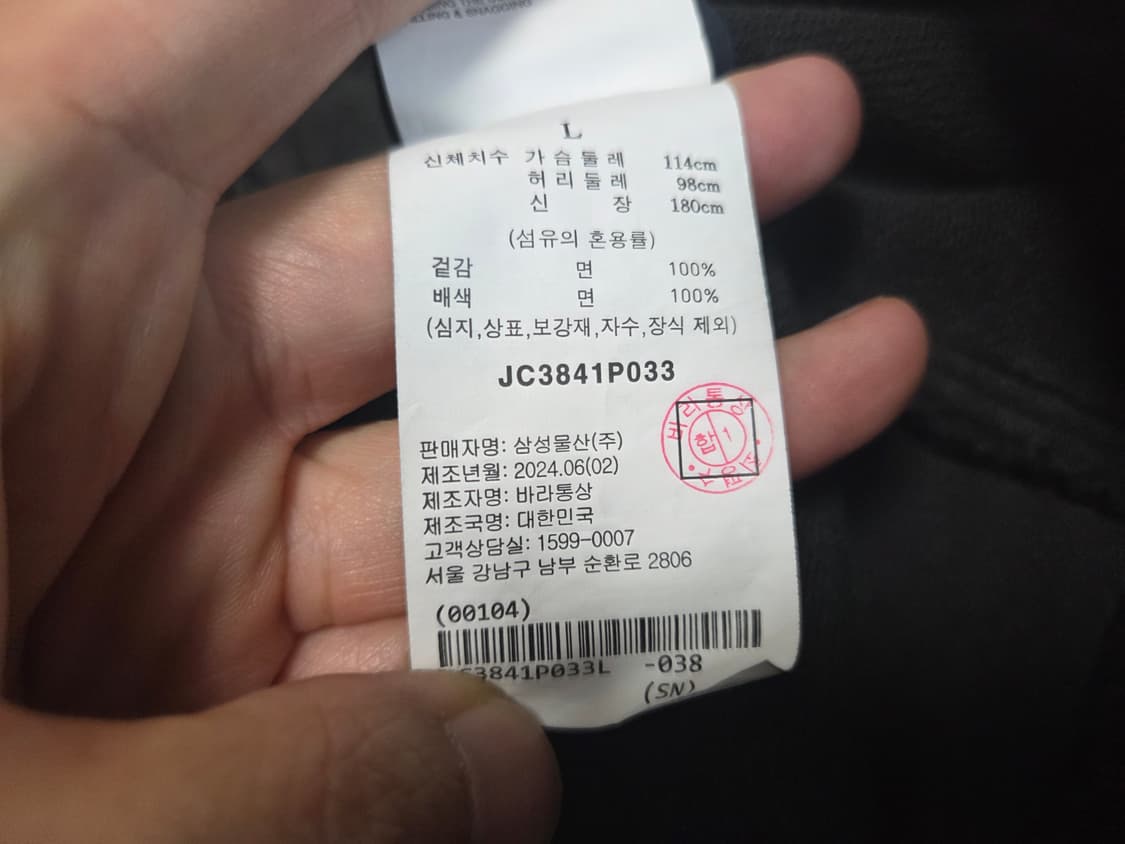 & SNAGGING
L
신체치수 가슴둘레 114cm
허리둘레 98cm
신장 180cm
(섬유의 혼용률)
겉감 면 100%
배색 면 100%
(심지,상표,보강재,자수,장식 제외)
JC3841P033
바라통상
합 1
판매자명: 삼성물산(주)
제조년월: 2024.06(02)
제조자명: 바라통상
제조국명: 대한민국
고객상담실: 1599-0007
서울 강남구 남부 순환로 2806
(00104)
3841P033L -038
(SN)